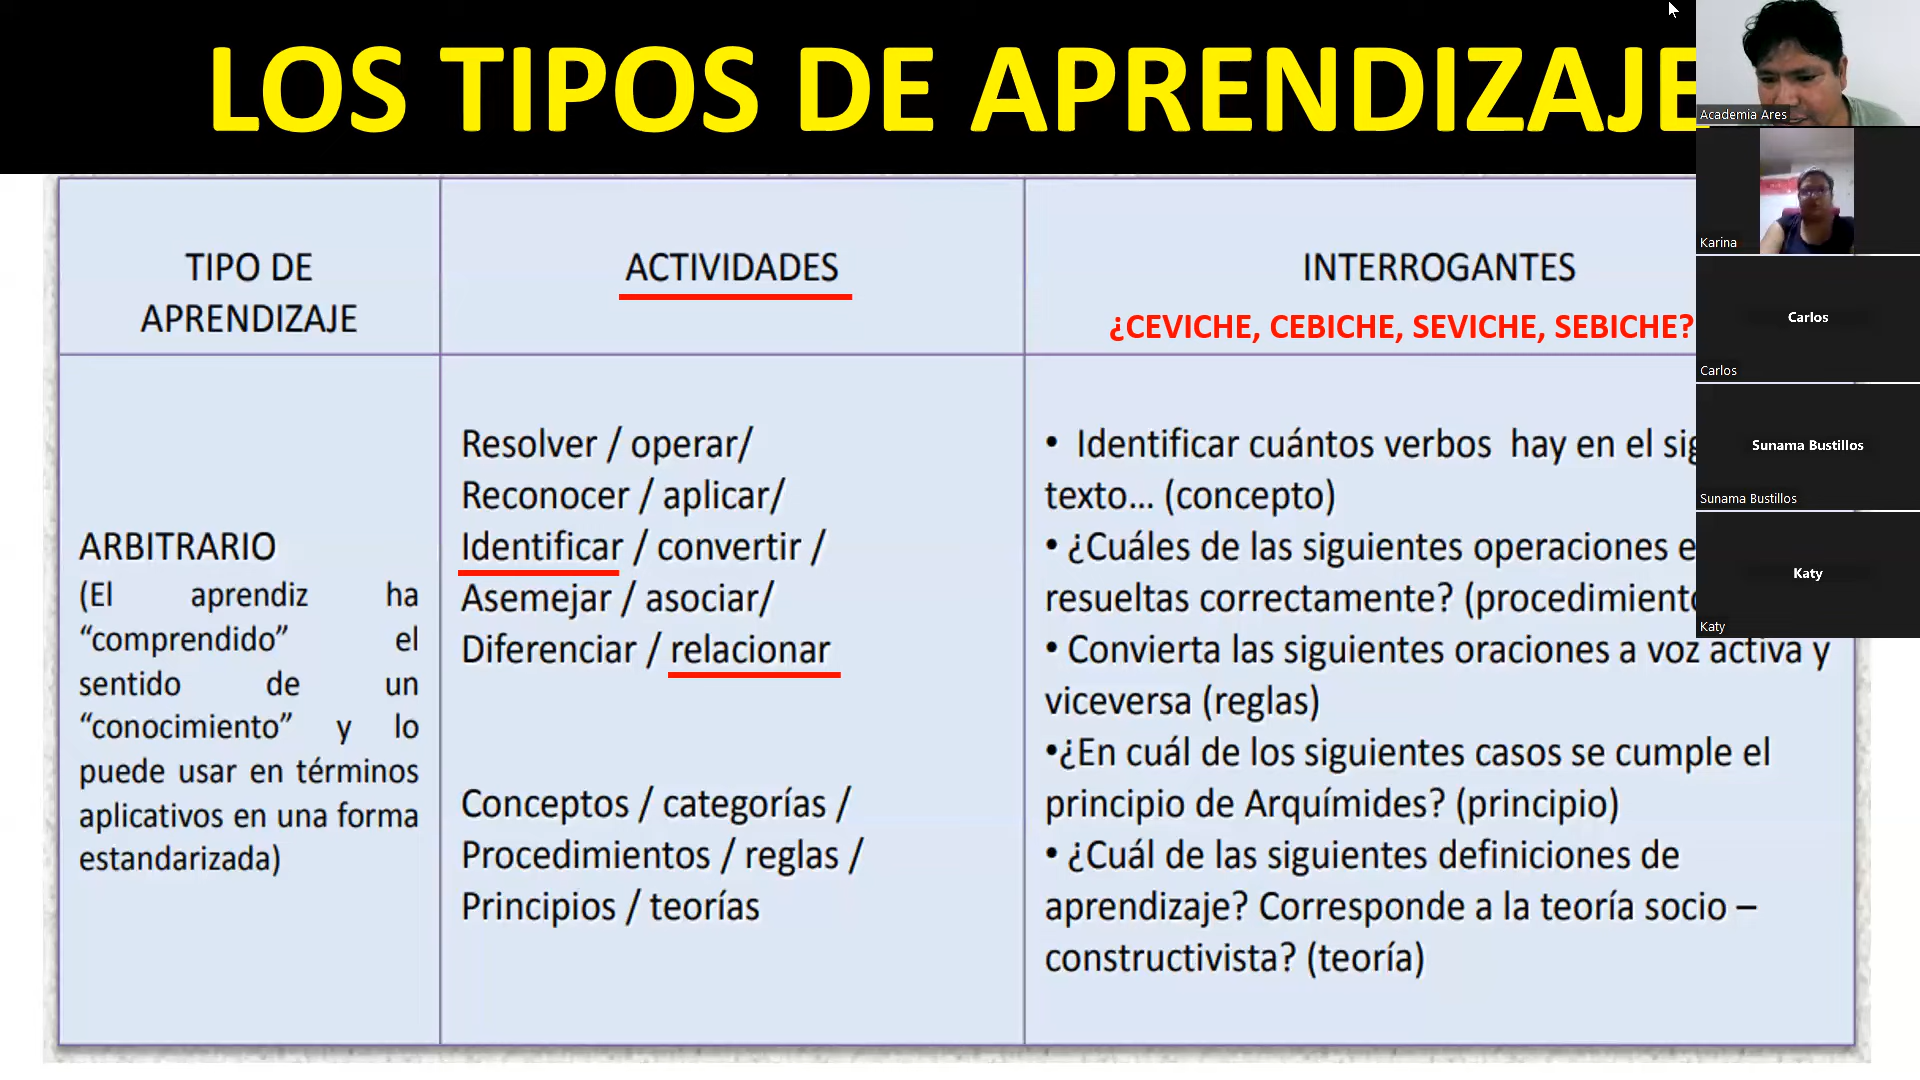 LOS TIPOS DE APRENDIZAJE
TIPO DE
APRENDIZAJE
ACTIVIDADES
INTERROGANTES
¿CEVICHE, CEBICHE, SEVICHE, SEBICHE?
ARBITRARIO
(El aprendiz ha
“comprendido” el
sentido de un
“conocimiento” y lo
puede usar en términos
aplicativos en una forma
estandarizada)
Resolver / operar/
Reconocer / aplicar/
Identificar / convertir /
Asemejar / asociar/
Diferenciar / relacionar
Conceptos / categorías /
Procedimientos / reglas /
Principios / teorías
• Identificar cuántos verbos hay en el
texto... (concepto)
• ¿Cuáles de las siguientes operaciones
resueltas correctamente?
• Convierta las siguientes oraciones a voz activa y
viceversa (reglas)
•¿En cuál de los siguientes casos se cumple el
principio de Arquímides? (principio)
• ¿Cuál de las siguientes definiciones de
aprendizaje? Corresponde a la teoría socio –
constructivista? (teoría)
Academia Ares
Karina
Carlos
Carlos
Sunama Bustillos
Sunama Bustillos
Katy
Katy